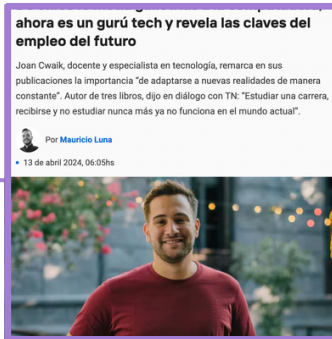 ahora es un gurú tech y revela las claves del
empleo del futuro
Joan Cwaik, docente y especialista en tecnología, remarca en sus
publicaciones la importancia “de adaptarse a nuevas realidades de manera
constante”. Autor de tres libros, dijo en diálogo con TN: “Estudiar una carrera,
recibirse y no estudiar nunca más ya no funciona en el mundo actual”.
Por Mauricio Luna
• 13 de abril 2024, 06:05hs